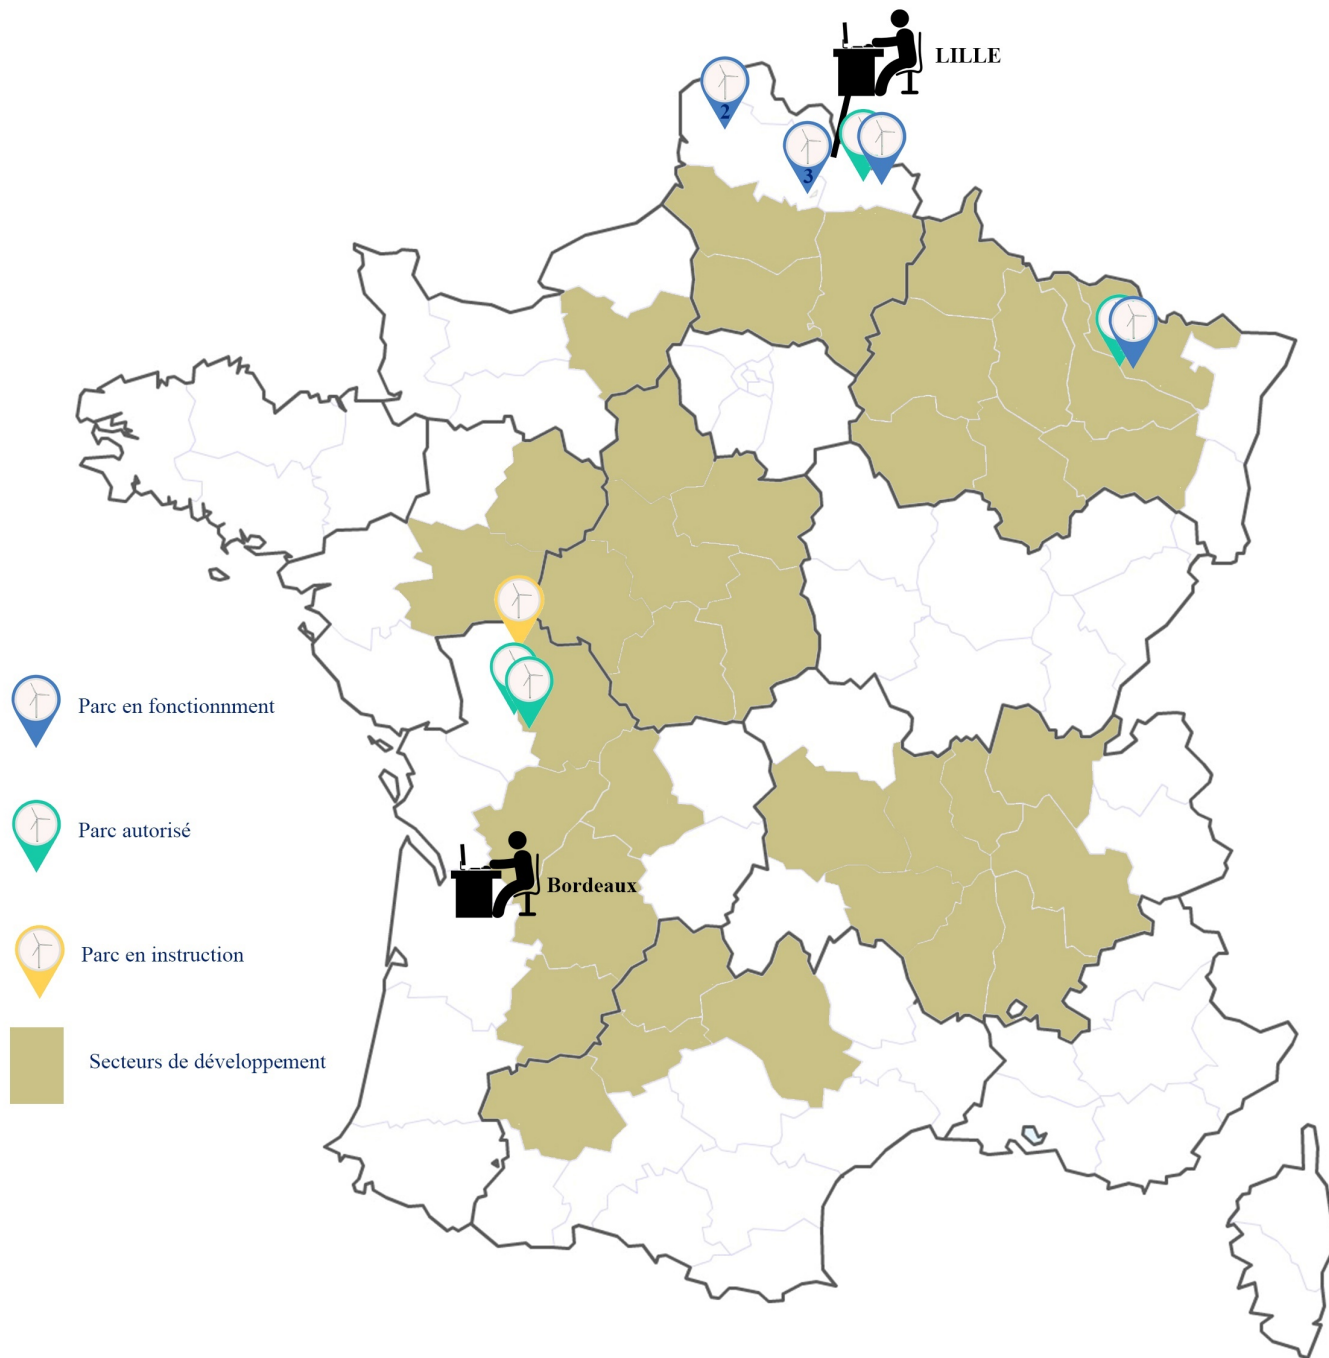 LILLE
2
3
Parc en fonctionnment
Parc autorisé
Bordeaux
Parc en instruction
Secteurs de développement